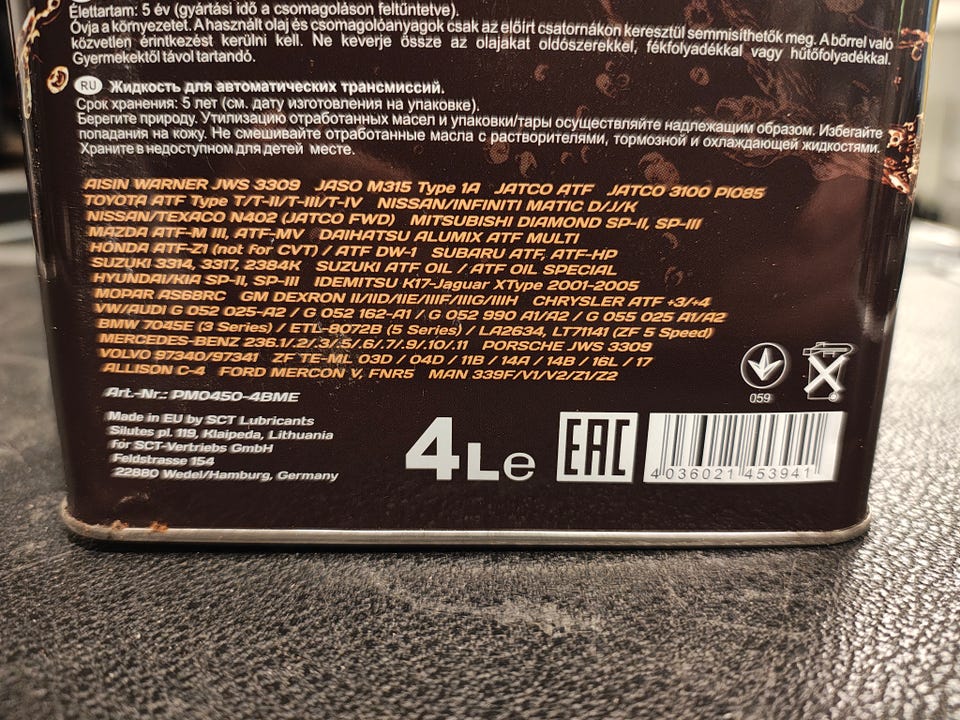 Élettartam: 5 év (gyártási idő a csomagoláson feltüntetve).
Óvja a környezetet. A használt olaj és csomagolóanyagok csak az előírt csatornákon keresztül semmisíthetők meg. A bőrrel való
közvetlen érintkezést kerülni kell. Ne keverje össze az olajakat oldószerekkel, fékfolyadékkal vagy hűtőfolyadékkal.
Gyermekektől távol tartandó.
RU Жидкость для автоматических трансмиссий.
Срок хранения: 5 лет (см. дату изготовления на упаковке).
Берегите природу. Утилизацию отработанных масел и упаковки/тары осуществляйте надлежащим образом. Избегайте
попадания на кожу. Не смешивайте отработанные масла с растворителями, тормозной и охлаждающей жидкостями.
Храните в недоступном для детей месте.
AISIN WARNER JWS 3309 JASO M315 Type 1A JATCO ATF JATCO 3100 PI085
TOYOTA ATF Type T/T-II/T-III/T-IV NISSAN/INFINITI MATIC D/J/K
NISSAN/TEXACO N402 (JATCO FWD) MITSUBISHI DIAMOND SP-II, SP-III
MAZDA ATF-M III, ATF-MV DAIHATSU ALUMIX ATF MULTI
HONDA ATF-Z1 (not for CVT) / ATF DW-1 SUBARU ATF, ATF-HP
SUZUKI 3314, 3317, 2384K SUZUKI ATF OIL / ATF OIL SPECIAL
HYUNDAI/KIA SP-II, SP-III IDEMITSU K17-Jaguar XType 2001-2005
MOPAR AS68RC GM DEXRON II/IID/IIE/IIIF/IIIG/IIIH CHRYSLER ATF +3/+4
VW/AUDI G 052 025-A2 / G 052 162-A1 / G 052 990 A1/A2 / G 055 025 A1/A2
BMW 7045E (3 Series) / ETL-8072B (5 Series) / LA2634, LT71141 (ZF 5 Speed)
MERCEDES-BENZ 236.1/.2/.3/.5/.6/.7/.9/.10/.11 PORSCHE JWS 3309
VOLVO 97340/97341 ZF TE-ML 03D / 04D / 11B / 14A / 14B / 16L / 17
ALLISON C-4 FORD MERCON V, FNR5 MAN 339F/V1/V2/Z1/Z2
059
Art.-Nr.: PM0450-4BME
Made in EU by SCT Lubricants
Silutes pl. 119, Klaipeda, Lithuania
for SCT-Vertriebs GmbH
Feldstrasse 154
22880 Wedel/Hamburg, Germany
4Le
EAC
4036021 453941